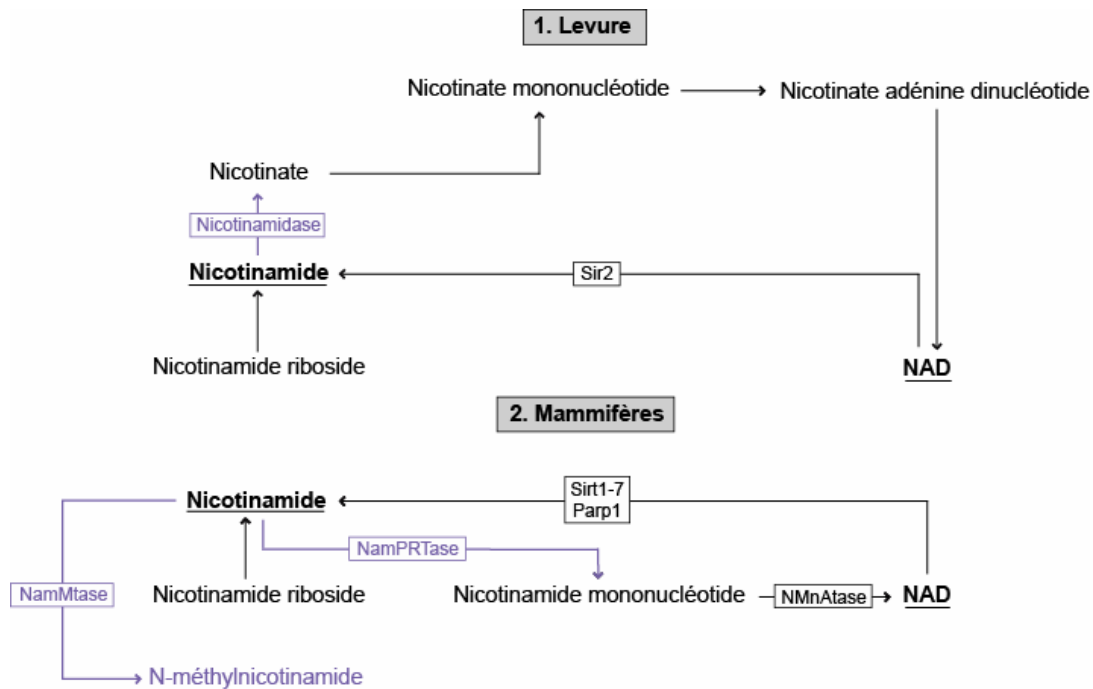 1. Levure
Nicotinate mononucléotide
Nicotinate adénine dinucléotide
Nicotinate
Nicotinamidase
Nicotinamide
Sir2
Nicotinamide riboside
NAD
2. Mammifères
Nicotinamide
Sirt1-7
Parp1
NamPRTase
NamMtase
Nicotinamide riboside
Nicotinamide mononucléotide
NMnAtase
NAD
N-méthylnicotinamide